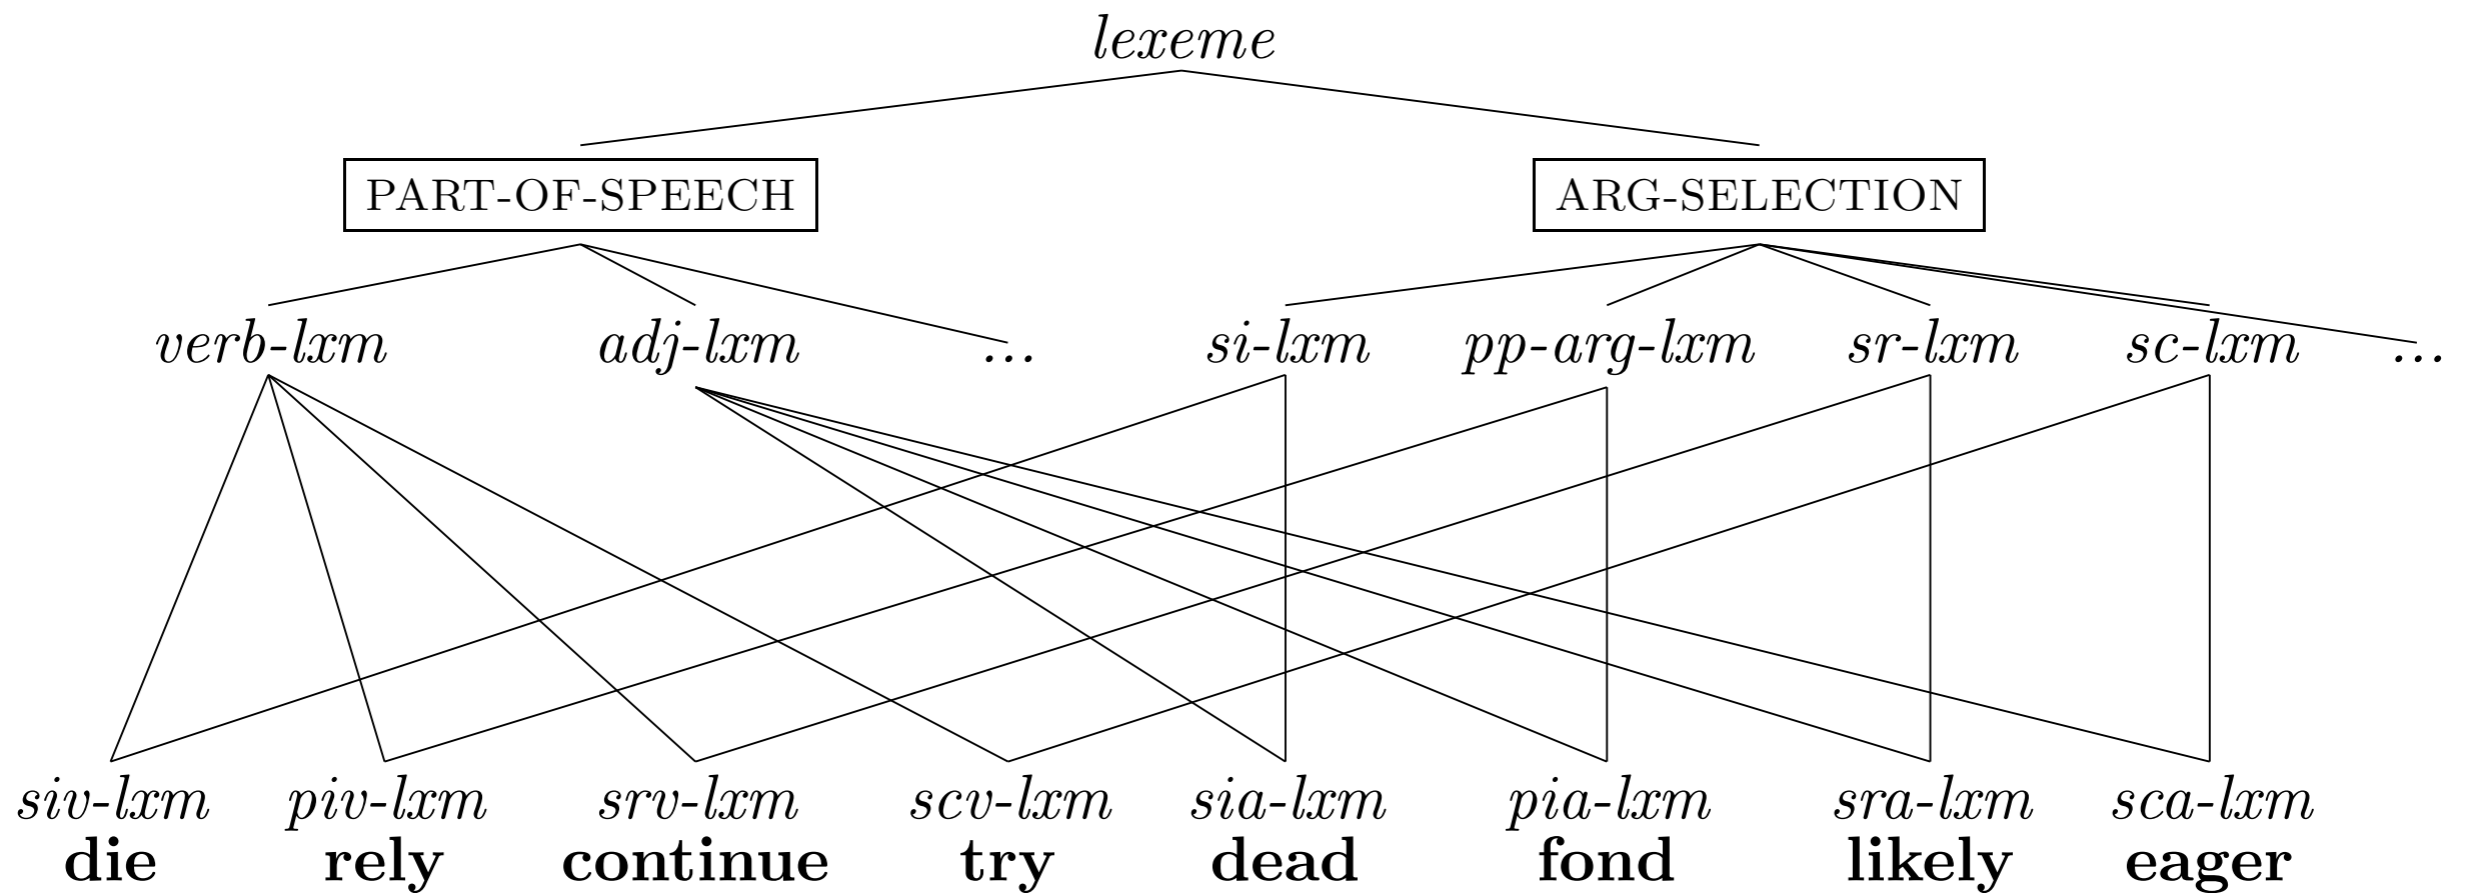 lexeme
PART-OF-SPEECH ARG-SELECTION
verb-lxm adj-lxm ... si-lxm pp-arg-lxm sr-lxm sc-lxm ...
siv-lxm piv-lxm srv-lxm scv-lxm sia-lxm pia-lxm sra-lxm sca-lxm
die rely continue try dead fond likely eager